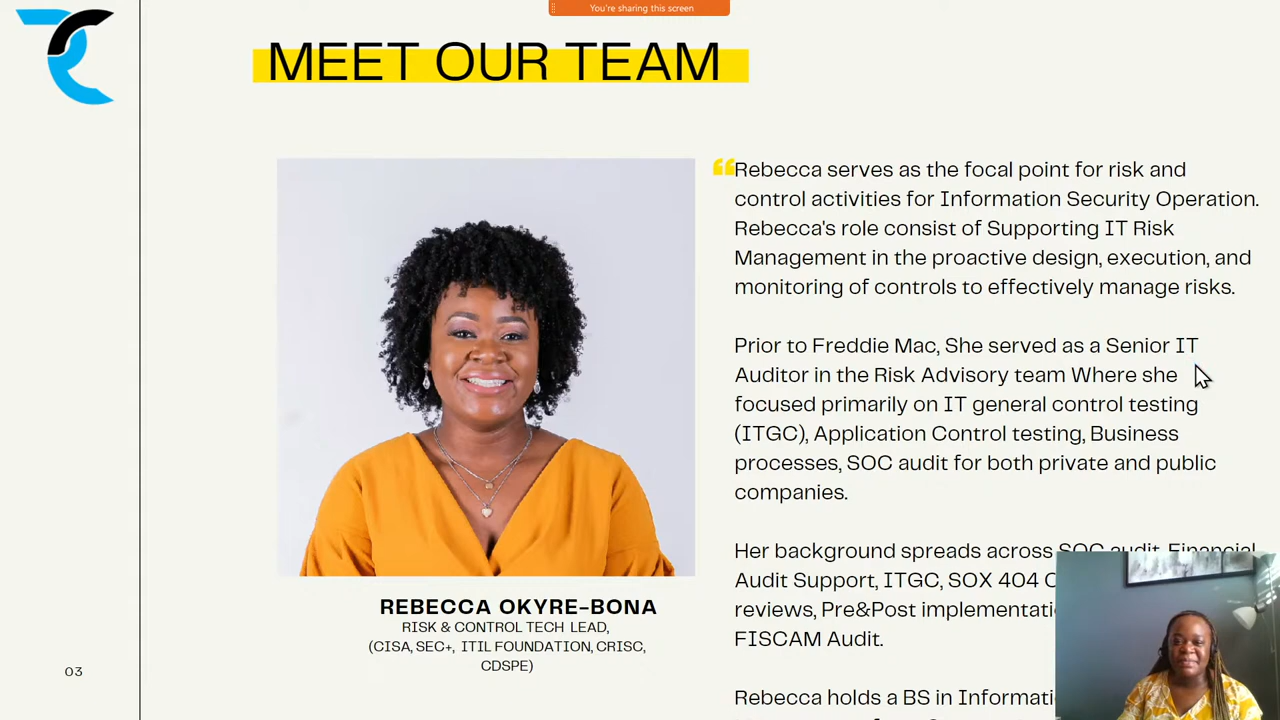 You're sharing this screen
MEET OUR TEAM
Rebecca serves as the focal point for risk and
control activities for Information Security Operation.
Rebecca's role consist of Supporting IT Risk
Management in the proactive design, execution, and
monitoring of controls to effectively manage risks.
Prior to Freddie Mac, She served as a Senior IT
Auditor in the Risk Advisory team Where she
focused primarily on IT general control testing
(ITGC), Application Control testing, Business
processes, SOC audit for both private and public
companies.
Her background spreads across SOC audit, Financial
Audit Support, ITGC, SOX 404
reviews, Pre&Post
FISCAM Audit.
Rebecca holds a BS in
REBECCA OKYRE-BONA
RISK & CONTROL TECH LEAD,
(CISA, SEC+, ITIL FOUNDATION, CRISC,
CDSPE)
03